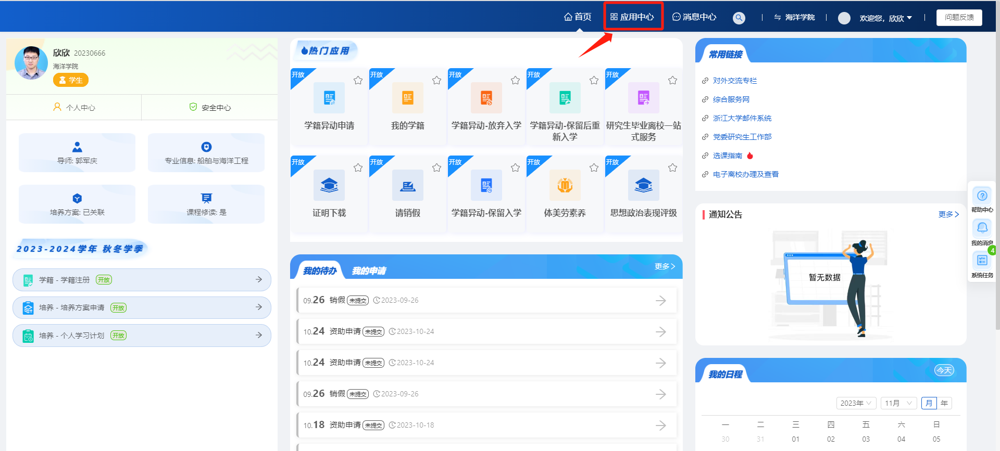 首页
应用中心
消息中心
海洋学院
欢迎您，欣欣
问题反馈
欣欣 20230666
海洋学院
学生
个人中心
安全中心
导师: 郭军庆
专业信息: 船舶与海洋工程
培养方案: 已关联
课程修读: 是
2023-2024学年 秋冬学季
学籍 - 学籍注册 开放
培养 - 培养方案申请 开放
培养 - 个人学习计划 开放
热门应用
开放
学籍异动申请
开放
我的学籍
开放
学籍异动-放弃入学
开放
学籍异动-保留后重
新入学
开放
研究生毕业离校一站
式服务
开放
证明下载
开放
请销假
开放
学籍异动-保留入学
开放
体美劳素养
开放
思想政治表现评级
我的待办
我的申请
更多
09.26 销假 未提交 2023-09-26
10.24 资助申请 未提交 2023-10-24
10.24 资助申请 未提交 2023-10-24
09.26 销假 未提交 2023-09-26
10.18 资助申请 未提交 2023-10-18
常用链接
对外交流专栏
综合服务网
浙江大学邮件系统
党委研究生工作部
选课指南
电子离校办理及查看
通知公告
更多
暂无数据
我的日程
今天
2023年
11月
月
年
一 二 三 四 五 六 日
30 31 01 02 03 04 05
帮助中心
我的消息
4
系统任务